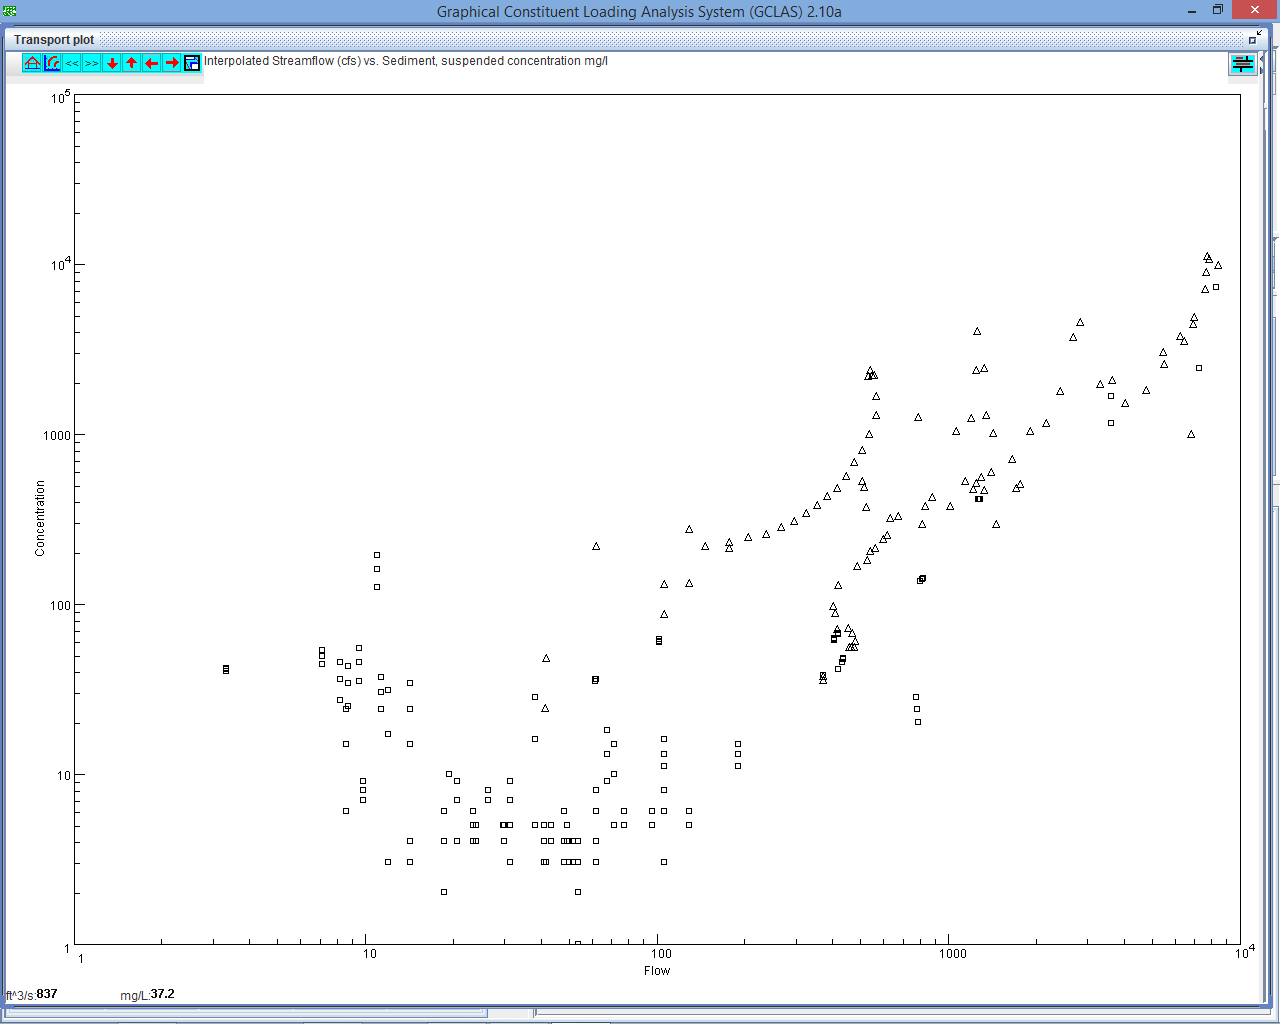 Graphical Constituent Loading Analysis System (GCLAS) 2.10a
Transport plot
<< >> Interpolated Streamflow (cfs) vs. Sediment, suspended concentration mg/l
10^5
10^4
1000
Concentration
100
10
1
1 10 100 1000 10^4
Flow
ft^3/s: 837 mg/L: 37.2